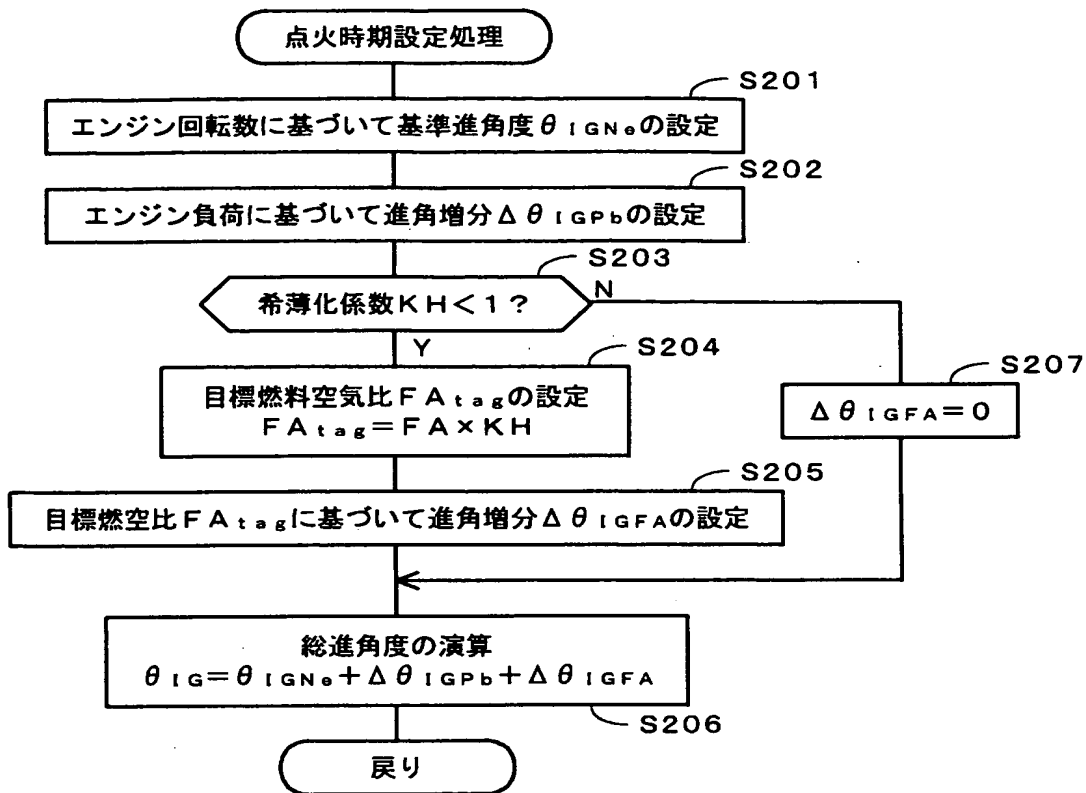 点火時期設定処理
S201
エンジン回転数に基づいて基準進角度θIGNeの設定
S202
エンジン負荷に基づいて進角増分ΔθIGPbの設定
S203
希薄化係数KH<1?
N
Y
S204
目標燃料空気比FAtagの設定
FAtag=FA×KH
S207
ΔθIGFA=0
S205
目標燃空比FAtagに基づいて進角増分ΔθIGFAの設定
総進角度の演算
θIG=θIGNe+ΔθIGPb+ΔθIGFA
S206
戻り